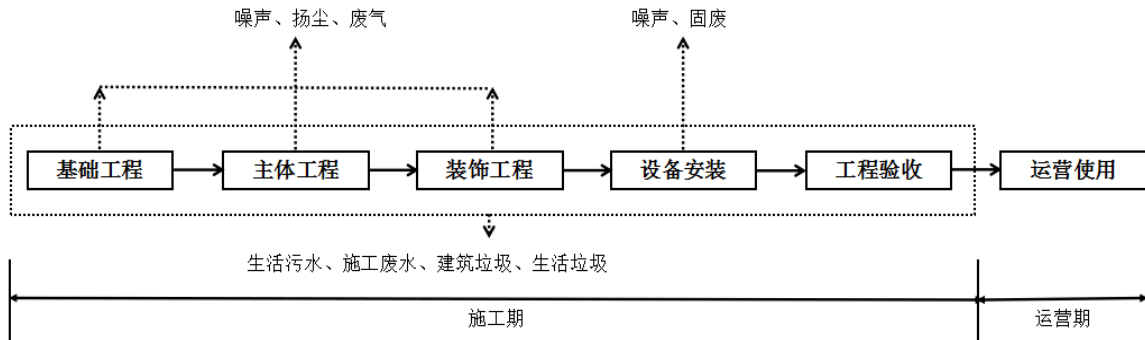 噪声、扬尘、废气
噪声、固废
基础工程
主体工程
装饰工程
设备安装
工程验收
运营使用
生活污水、施工废水、建筑垃圾、生活垃圾
施工期
运营期